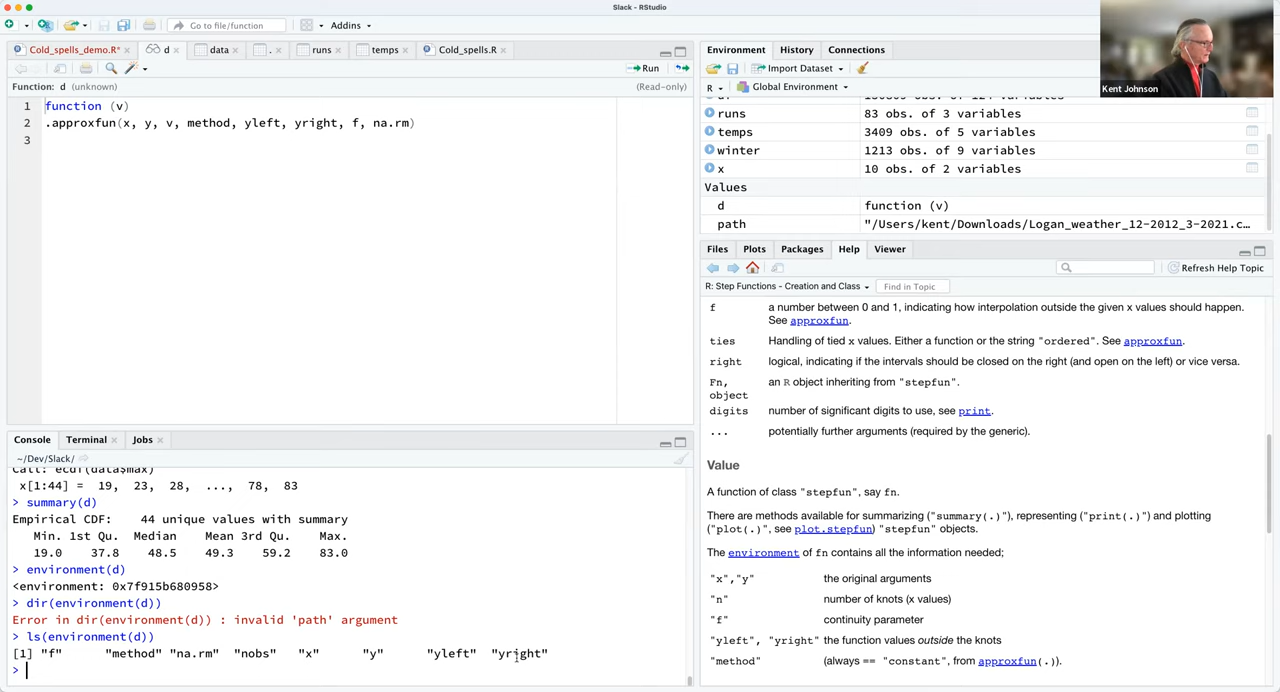 Slack - RStudio
Go to file/function
Addins
Cold_spells_demo.R* × d × data × . × runs × temps × Cold_spells.R ×
Run
Function: d (unknown)
(Read-only)
1 function (v)
2 .approxfun(x, y, v, method, yleft, yright, f, na.rm)
3
Console Terminal × Jobs ×
~/Dev/Slack/
Call: ecdf(data$max)
x[1:44] = 19, 23, 28, ..., 78, 83
> summary(d)
Empirical CDF: 44 unique values with summary
Min. 1st Qu. Median Mean 3rd Qu. Max.
19.0 37.8 48.5 49.3 59.2 83.0
> environment(d)
<environment: 0x7f915b680958>
> dir(environment(d))
Error in dir(environment(d)) : invalid 'path' argument
> ls(environment(d))
[1] "f" "method" "na.rm" "nobs" "x" "y" "yleft" "yright"
>
Environment History Connections
Import Dataset
R Global Environment
runs 83 obs. of 3 variables
temps 3409 obs. of 5 variables
winter 1213 obs. of 9 variables
x 10 obs. of 2 variables
Values
d function (v)
path "/Users/kent/Downloads/Logan_weather_12-2012_3-2021.c…
Kent Johnson
Files Plots Packages Help Viewer
Refresh Help Topic
R: Step Functions - Creation and Class
Find in Topic
f a number between 0 and 1, indicating how interpolation outside the given x values should happen.
See approxfun.
ties Handling of tied x values. Either a function or the string "ordered". See approxfun.
right logical, indicating if the intervals should be closed on the right (and open on the left) or vice versa.
Fn, an R object inheriting from "stepfun".
object
digits number of significant digits to use, see print.
... potentially further arguments (required by the generic).
Value
A function of class "stepfun", say fn.
There are methods available for summarizing ("summary(.)"), representing ("print(.)") and plotting
("plot(.)", see plot.stepfun) "stepfun" objects.
The environment of fn contains all the information needed;
"x","y" the original arguments
"n" number of knots (x values)
"f" continuity parameter
"yleft", "yright" the function values outside the knots
"method" (always == "constant", from approxfun(.).